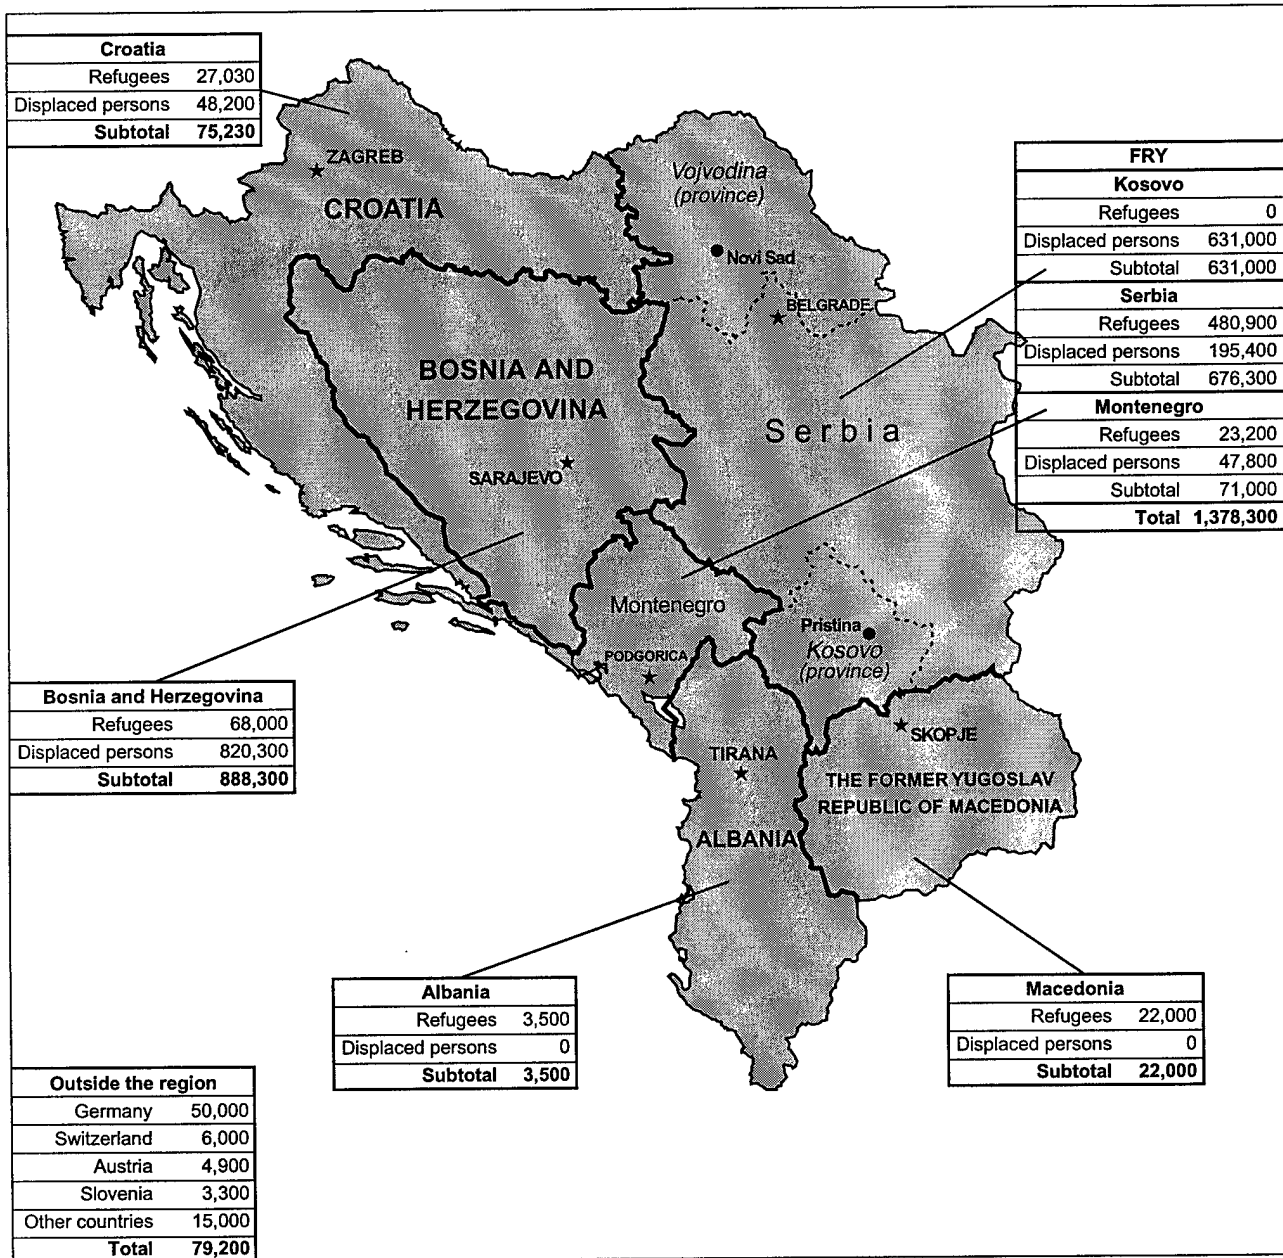 Croatia
Refugees 27,030
Displaced persons 48,200
Subtotal 75,230
ZAGREB
CROATIA
Vojvodina
(province)
Novi Sad
BELGRADE
FRY
Kosovo
Refugees 0
Displaced persons 631,000
Subtotal 631,000
Serbia
Refugees 480,900
Displaced persons 195,400
Subtotal 676,300
Montenegro
Refugees 23,200
Displaced persons 47,800
Subtotal 71,000
Total 1,378,300
BOSNIA AND
HERZEGOVINA
SARAJEVO
Serbia
Montenegro
PODGORICA
Pristina
Kosovo
(province)
Bosnia and Herzegovina
Refugees 68,000
Displaced persons 820,300
Subtotal 888,300
TIRANA
ALBANIA
SKOPJE
THE FORMER YUGOSLAV
REPUBLIC OF MACEDONIA
Albania
Refugees 3,500
Displaced persons 0
Subtotal 3,500
Macedonia
Refugees 22,000
Displaced persons 0
Subtotal 22,000
Outside the region
Germany 50,000
Switzerland 6,000
Austria 4,900
Slovenia 3,300
Other countries 15,000
Total 79,200